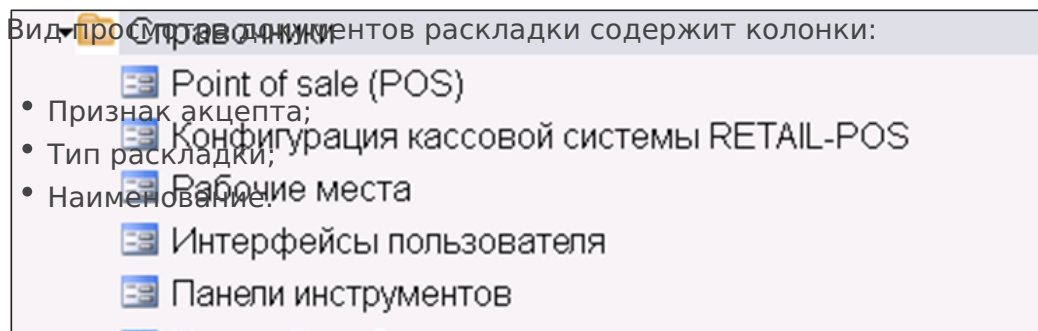 Вид просмотра документов раскладки содержит колонки:
Справочники
Point of sale (POS)
• Признак акцепта;
Конфигурация кассовой системы RETAIL-POS
• Тип раскладки;
Рабочие места
• Наименование.
Интерфейсы пользователя
Панели инструментов